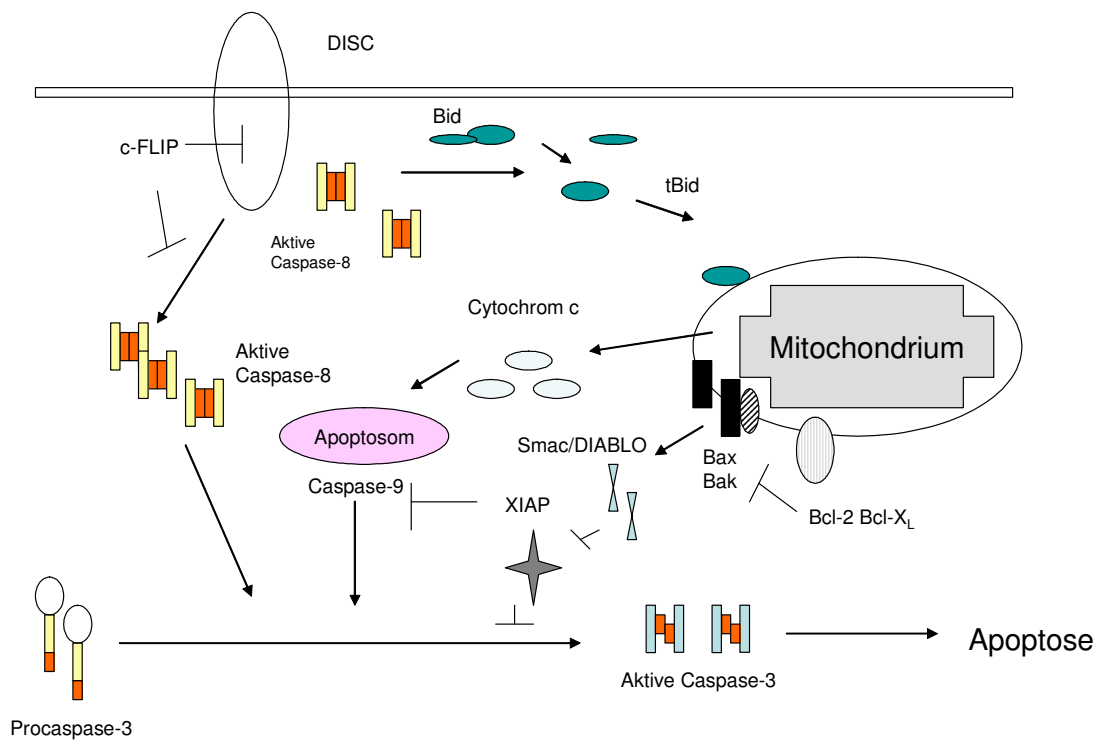 DISC
Bid
c-FLIP
tBid
Aktive
Caspase-8
Cytochrom c
Mitochondrium
Aktive
Caspase-8
Apoptosom
Smac/DIABLO
Bax
Bak
Caspase-9
XIAP
Bcl-2 Bcl-XL
Apoptose
Aktive Caspase-3
Procaspase-3